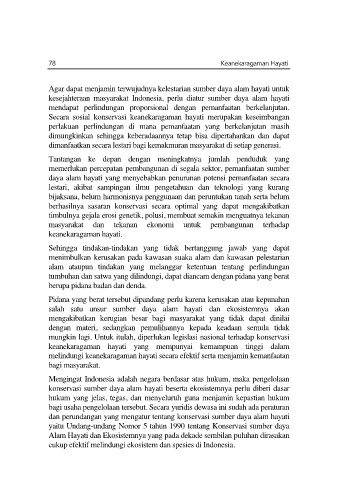 78 Keanekaragaman Hayati
Agar dapat menjamin terwujudnya kelestarian sumber daya alam hayati untuk
kesejahteraan masyarakat Indonesia, perlu diatur sumber daya alam hayati
mendapat perlindungan proporsional dengan pemanfaatan berkelanjutan.
Secara sosial konservasi keanekaragaman hayati merupakan keseimbangan
perlakuan perlindungan di mana pemanfaatan yang berkelanjutan masih
dimungkinkan sehingga keberadaannya tetap bisa dipertahankan dan dapat
dimanfaatkan secara lestari bagi kemakmuran masyarakat di setiap generasi.
Tantangan ke depan dengan meningkatnya jumlah penduduk yang
memerlukan percepatan pembangunan di segala sektor, pemanfaatan sumber
daya alam hayati yang menyebabkan penurunan potensi pemanfaatan secara
lestari, akibat sampingan ilmu pengetahuan dan teknologi yang kurang
bijaksana, belum harmonisnya penggunaan dan peruntukan tanah serta belum
berhasilnya sasaran konservasi secara optimal yang dapat mengakibatkan
timbulnya gejala erosi genetik, polusi, membuat semakin menguatnya tekanan
masyarakat dan tekanan ekonomi untuk pembangunan terhadap
keanekaragaman hayati.
Sehingga tindakan-tindakan yang tidak bertanggung jawab yang dapat
menimbulkan kerusakan pada kawasan suaka alam dan kawasan pelestarian
alam ataupun tindakan yang melanggar ketentuan tentang perlindungan
tumbuhan dan satwa yang dilindungi, dapat diancam dengan pidana yang berat
berupa pidana badan dan denda.
Pidana yang berat tersebut dipandang perlu karena kerusakan atau kepunahan
salah satu unsur sumber daya alam hayati dan ekosistemnya akan
mengakibatkan kerugian besar bagi masyarakat yang tidak dapat dinilai
dengan materi, sedangkan pemulihannya kepada keadaan semula tidak
mungkin lagi. Untuk itulah, diperlukan legislasi nasional terhadap konservasi
keanekaragaman hayati yang mempunyai kemampuan tinggi dalam
melindungi keanekaragaman hayati secara efektif serta menjamin kemanfaatan
bagi masyarakat.
Mengingat Indonesia adalah negara berdasar atas hukum, maka pengelolaan
konservasi sumber daya alam hayati beserta ekosistemnya perlu diberi dasar
hukum yang jelas, tegas, dan menyeluruh guna menjamin kepastian hukum
bagi usaha pengelolaan tersebut. Secara yuridis dewasa ini sudah ada peraturan
dan perundangan yang mengatur tentang konservasi sumber daya alam hayati
yaitu Undang-undang Nomor 5 tahun 1990 tentang Konservasi sumber daya
Alam Hayati dan Ekosistemnya yang pada dekade sembilan puluhan dirasakan
cukup efektif melindungi ekosistem dan spesies di Indonesia.